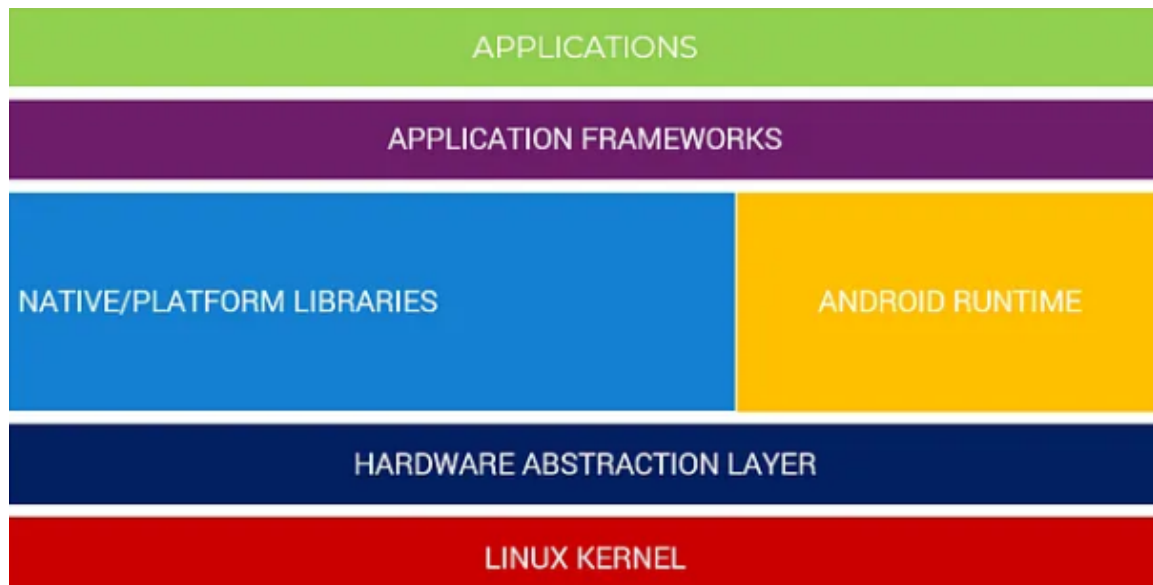 APPLICATIONS
APPLICATION FRAMEWORKS
NATIVE/PLATFORM LIBRARIES
ANDROID RUNTIME
HARDWARE ABSTRACTION LAYER
LINUX KERNEL